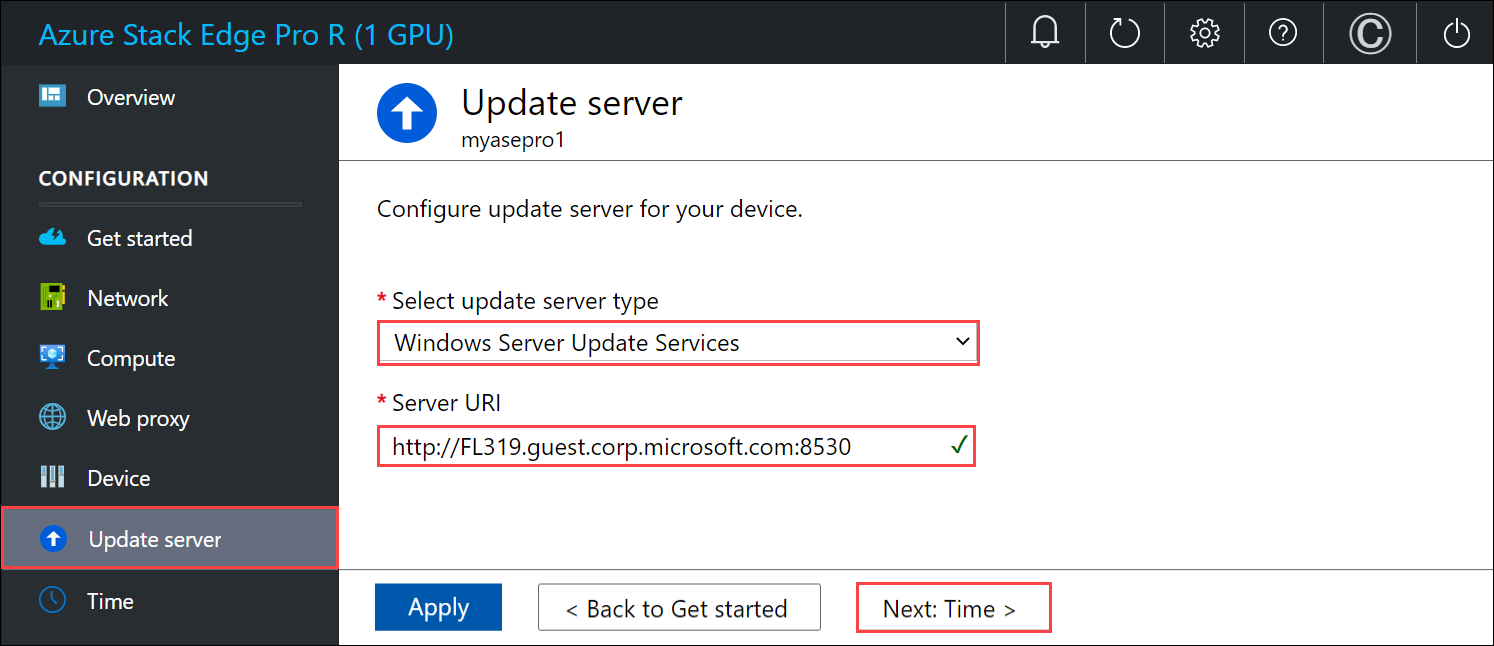 Azure Stack Edge Pro R (1 GPU)
?
C
Overview
CONFIGURATION
Get started
Network
Compute
Web proxy
Device
Update server
Time
Update server
myasepro1
Configure update server for your device.
* Select update server type
Windows Server Update Services
* Server URI
http://FL319.guest.corp.microsoft.com:8530
Apply
< Back to Get started
Next: Time >